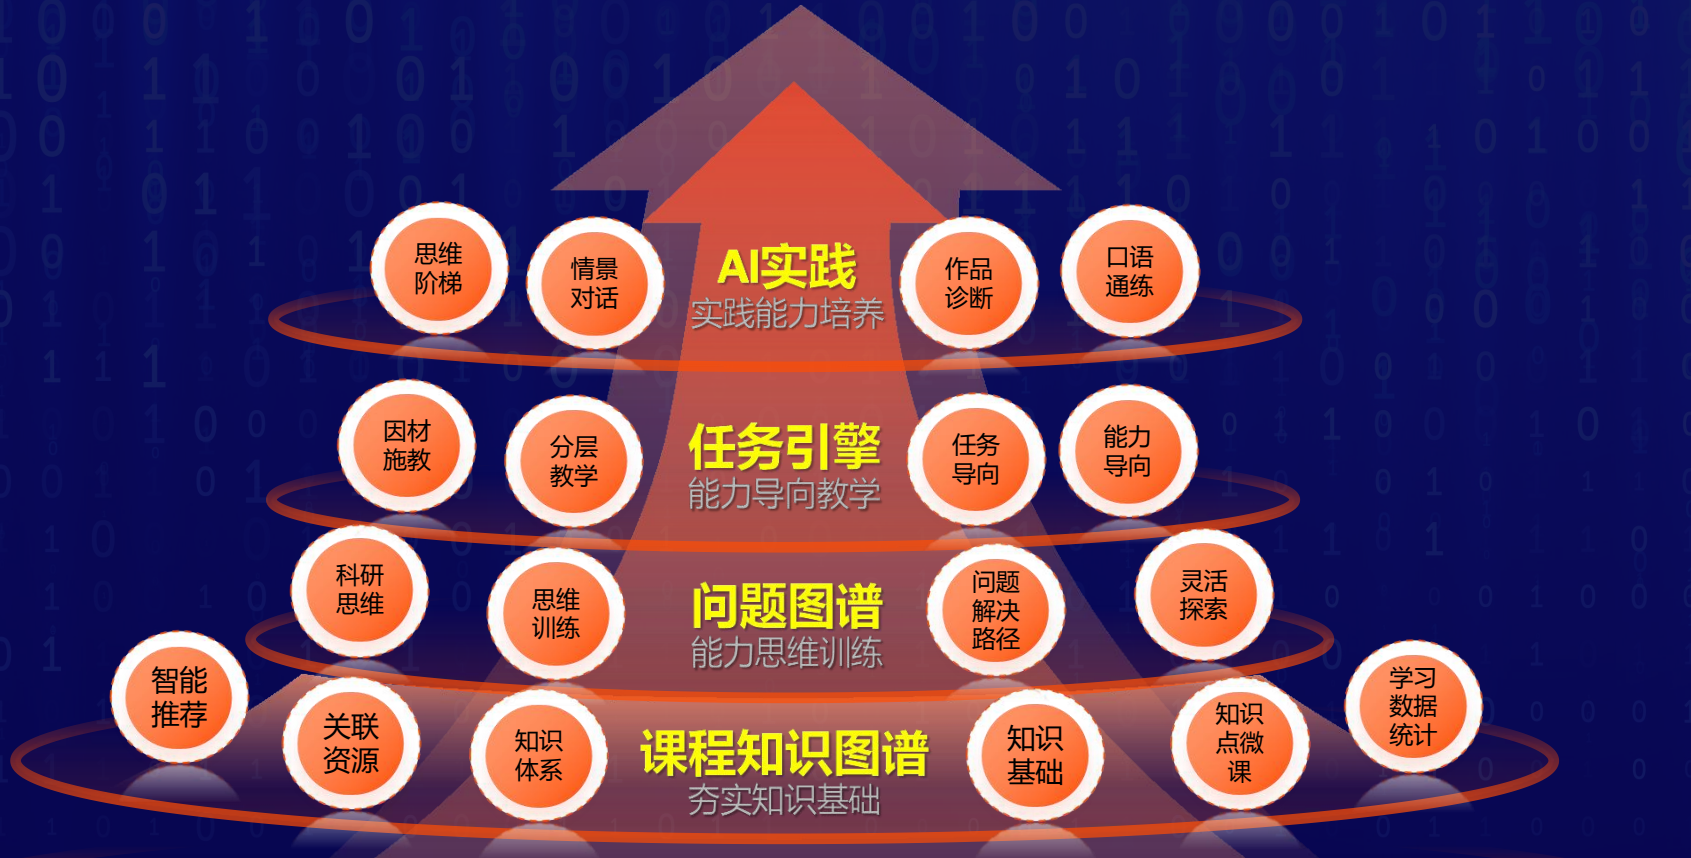 思维
阶梯
情景
对话
AI实践
实践能力培养
作品
诊断
口语
通练
因材
施教
分层
教学
任务引擎
能力导向教学
任务
导向
能力
导向
科研
思维
思维
训练
问题图谱
能力思维训练
问题
解决
路径
灵活
探索
智能
推荐
关联
资源
知识
体系
课程知识图谱
夯实知识基础
知识
基础
知识
点微
课
学习
数据
统计